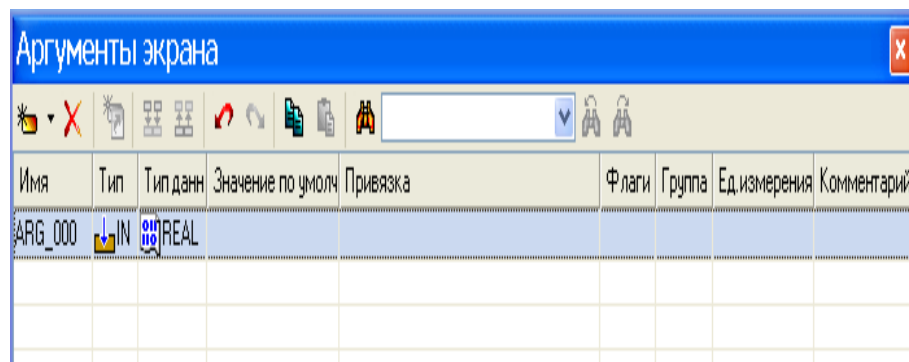 Аргументы экрана
Имя Тип Тип данн Значение по умолч Привязка Флаги Группа Ед.измерения Комментарий
ARG_000 IN REAL